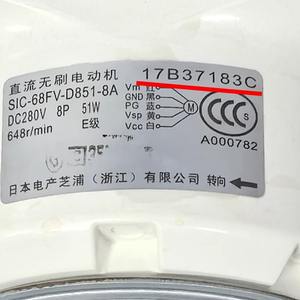 直流无刷电动机 17B37183C
SIC-68FV-D851-8A
DC280V 8P 51W
648r/min E级
Vm 红
GND 黑
PG 蓝
Vsp 黄
Vcc 白
M
CCC S
A000782
日本电产芝浦（浙江）有限公司 转向